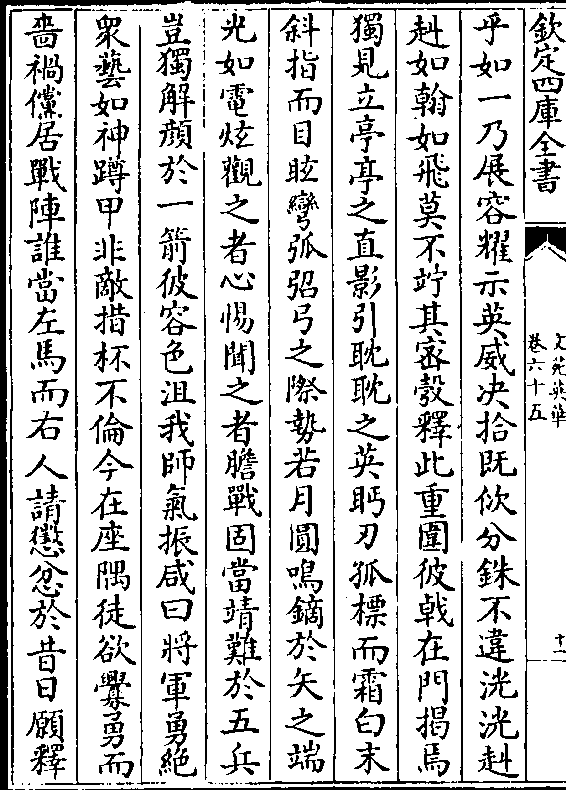 欽定四庫全書
文苑英華
卷六十五
十一
乎如一乃展容耀示英威決拾既佽分銖不違洸洸赳
赳如翰如飛莫不竚其審彀釋此重圍彼戟在門揭焉
獨見立亭亭之直影引耽耽之英眄刃孤標而霜白末
斜指而目眩彎弧弨弓之際勢若月圓鳴鏑於矢之端
光如電炫觀之者心惕聞之者膽戰固當靖難於五兵
豈獨解顏於一箭彼容色沮我師氣振咸曰將軍勇絶
衆藝如神蹲甲非敵措杯不倫今在座隅徒欲釁勇而
嗇禍儻居戰陣誰當左馬而右人請懲忿於昔日願釋